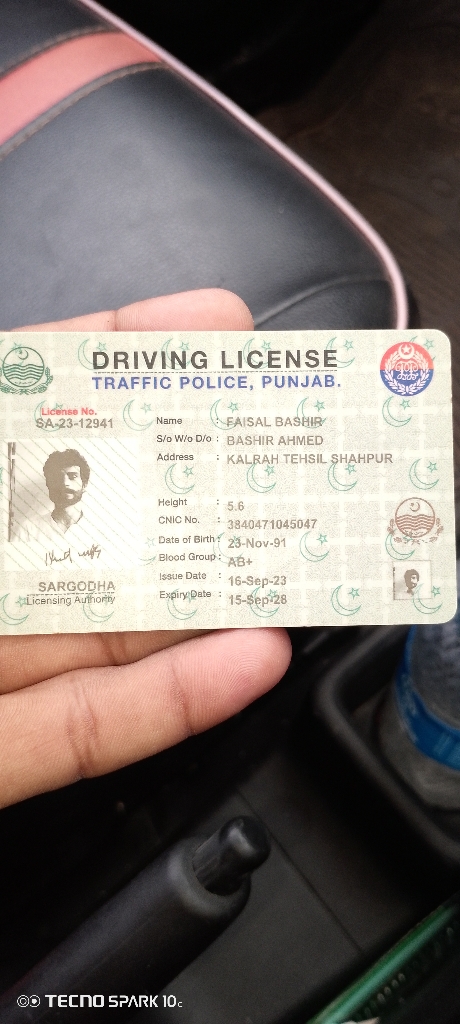 DRIVING LICENSE
TRAFFIC POLICE, PUNJAB.
License No.
SA-23-12941
Name : FAISAL BASHIR
S/o W/o D/o : BASHIR AHMED
Address : KALRAH TEHSIL SHAHPUR
Height : 5.6
CNIC No. : 3840471045047
Date of Birth : 23-Nov-91
Blood Group : AB+
Issue Date : 16-Sep-23
Expiry Date : 15-Sep-28
SARGODHA
Licensing Authority
TECNO SPARK 10c